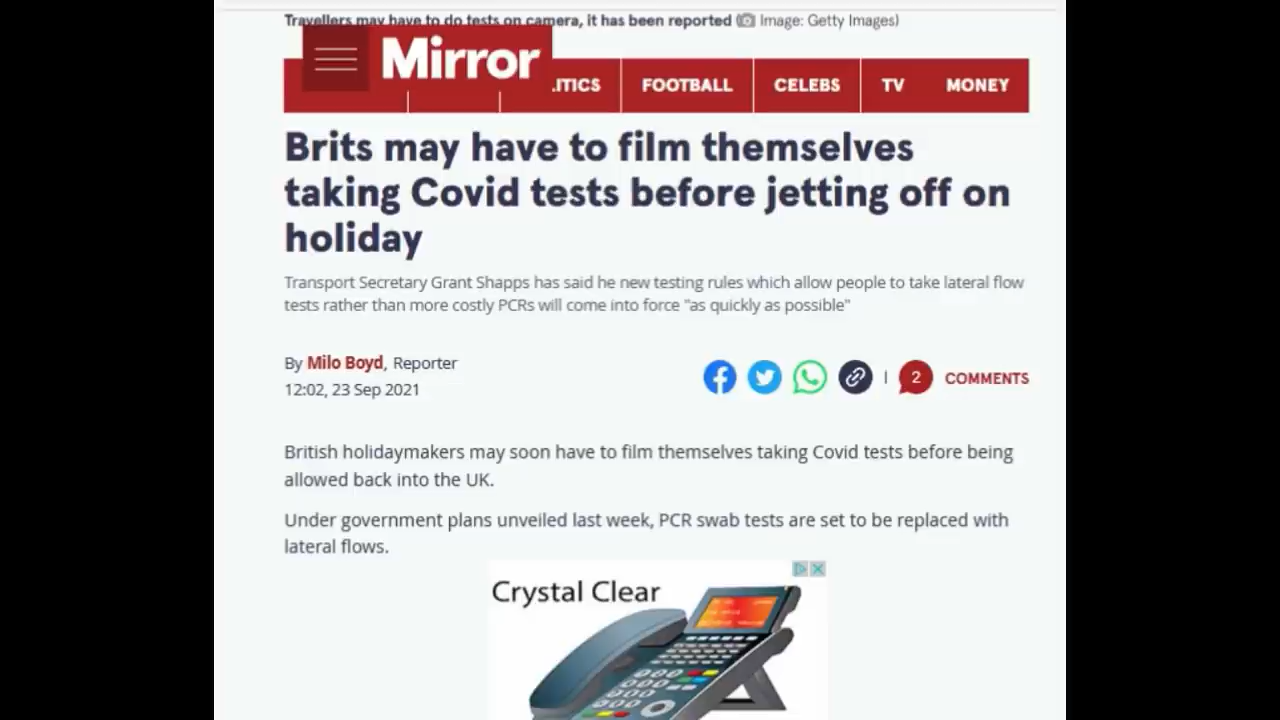 Travellers may have to do tests on camera, it has been reported Image: Getty Images)
Mirror
LITICS FOOTBALL CELEBS TV MONEY
Brits may have to film themselves
taking Covid tests before jetting off on
holiday
Transport Secretary Grant Shapps has said he new testing rules which allow people to take lateral flow
tests rather than more costly PCRs will come into force "as quickly as possible"
By Milo Boyd, Reporter
12:02, 23 Sep 2021
2 COMMENTS
British holidaymakers may soon have to film themselves taking Covid tests before being
allowed back into the UK.
Under government plans unveiled last week, PCR swab tests are set to be replaced with
lateral flows.
Crystal Clear